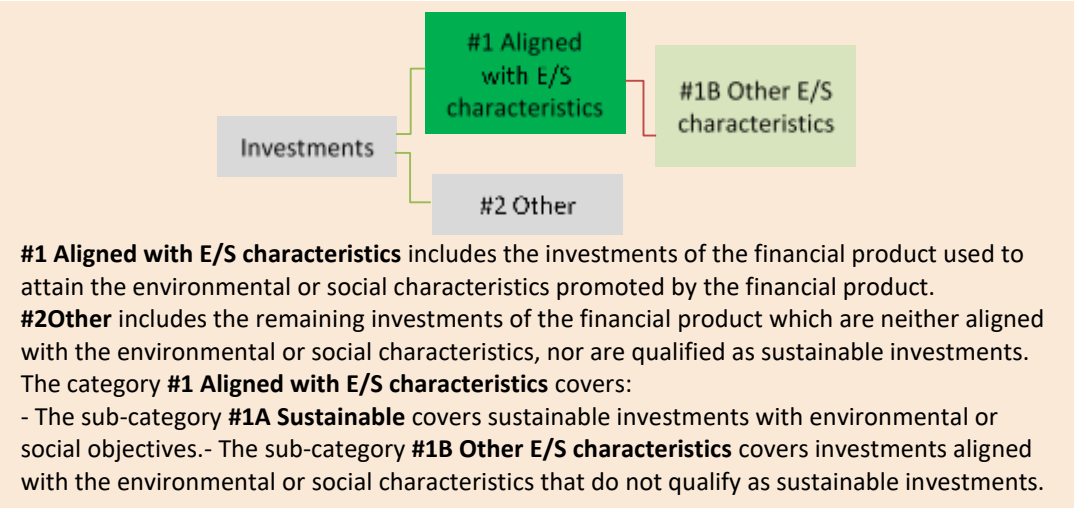 #1 Aligned
with E/S
characteristics
#1B Other E/S
characteristics
Investments
#2 Other
#1 Aligned with E/S characteristics includes the investments of the financial product used to
attain the environmental or social characteristics promoted by the financial product.
#2Other includes the remaining investments of the financial product which are neither aligned
with the environmental or social characteristics, nor are qualified as sustainable investments.
The category #1 Aligned with E/S characteristics covers:
- The sub-category #1A Sustainable covers sustainable investments with environmental or
social objectives.- The sub-category #1B Other E/S characteristics covers investments aligned
with the environmental or social characteristics that do not qualify as sustainable investments.